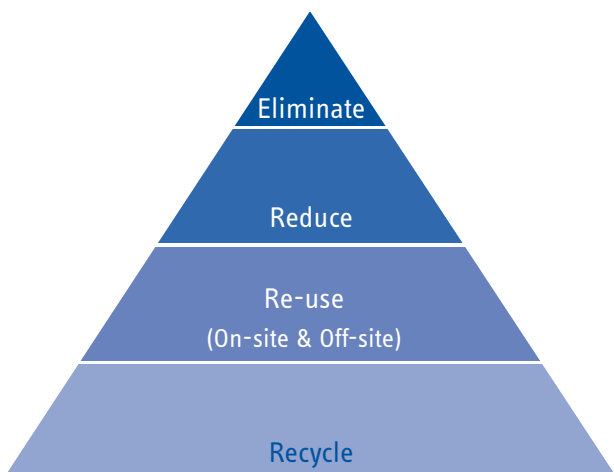 Eliminate
Reduce
Re-use
(On-site & Off-site)
Recycle